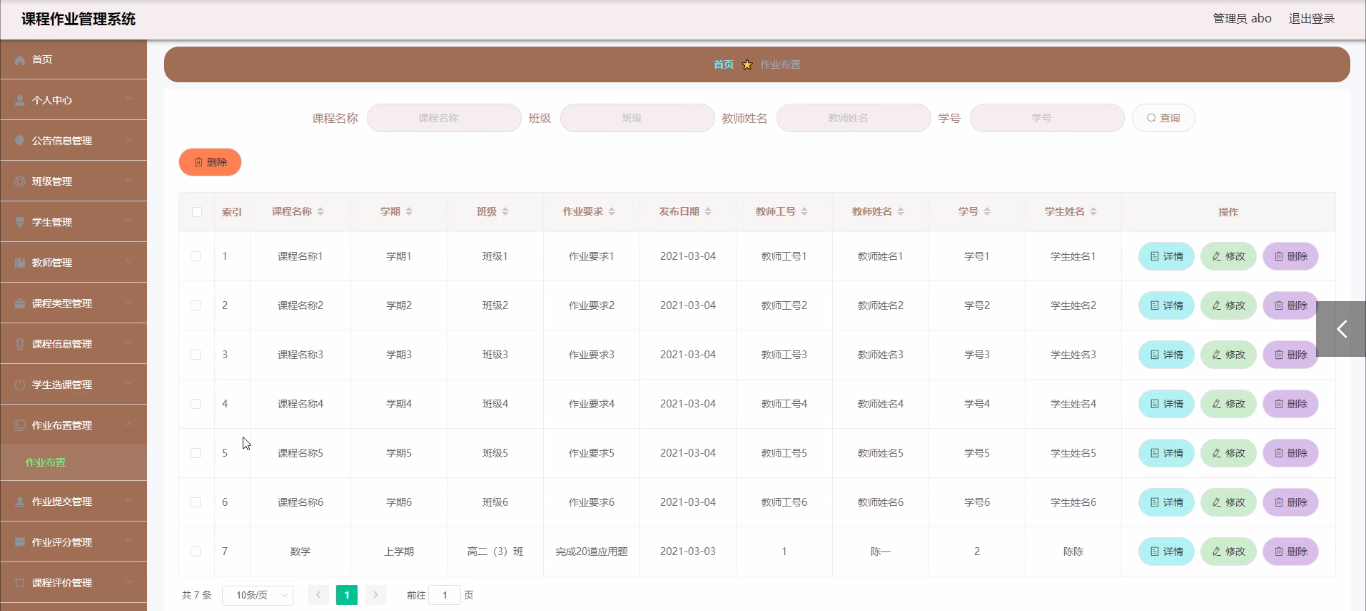 课程作业管理系统
管理员 abo 退出登录
首页
个人中心
公告信息管理
班级管理
学生管理
教师管理
课程类型管理
课程信息管理
学生选课管理
作业布置管理
作业布置
作业提交管理
作业评分管理
课程评价管理
首页 作业布置
课程名称 课程名称 班级 班级 教师姓名 教师姓名 学号 学号 查询
删除
索引 课程名称 学期 班级 作业要求 发布日期 教师工号 教师姓名 学号 学生姓名 操作
1 课程名称1 学期1 班级1 作业要求1 2021-03-04 教师工号1 教师姓名1 学号1 学生姓名1 详情 修改 删除
2 课程名称2 学期2 班级2 作业要求2 2021-03-04 教师工号2 教师姓名2 学号2 学生姓名2 详情 修改 删除
3 课程名称3 学期3 班级3 作业要求3 2021-03-04 教师工号3 教师姓名3 学号3 学生姓名3 详情 修改 删除
4 课程名称4 学期4 班级4 作业要求4 2021-03-04 教师工号4 教师姓名4 学号4 学生姓名4 详情 修改 删除
5 课程名称5 学期5 班级5 作业要求5 2021-03-04 教师工号5 教师姓名5 学号5 学生姓名5 详情 修改 删除
6 课程名称6 学期6 班级6 作业要求6 2021-03-04 教师工号6 教师姓名6 学号6 学生姓名6 详情 修改 删除
7 数学 上学期 高二（3）班 完成20道应用题 2021-03-03 1 陈一 2 陈陈 详情 修改 删除
共 7 条 10条/页 1 前往 1 页